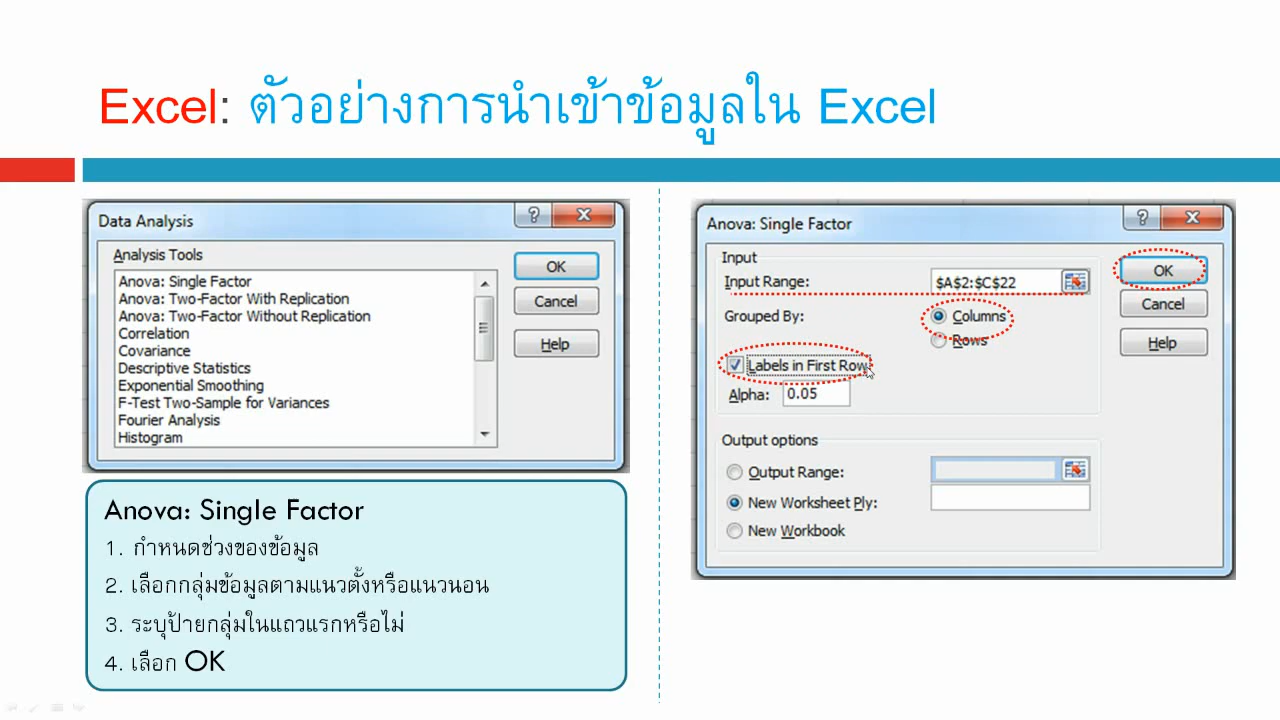 Excel: ตัวอย่างการนำเข้าข้อมูลใน Excel
Data Analysis
?
Analysis Tools
Anova: Single Factor
Anova: Two-Factor With Replication
Anova: Two-Factor Without Replication
Correlation
Covariance
Descriptive Statistics
Exponential Smoothing
F-Test Two-Sample for Variances
Fourier Analysis
Histogram
OK
Cancel
Help
Anova: Single Factor
1. กำหนดช่วงของข้อมูล
2. เลือกกลุ่มข้อมูลตามแนวตั้งหรือแนวนอน
3. ระบุป้ายกลุ่มในแถวแรกหรือไม่
4. เลือก OK
Anova: Single Factor
?
Input
Input Range: $A$2:$C$22
Grouped By: Columns
Rows
Labels in First Row
Alpha: 0.05
Output options
Output Range:
New Worksheet Ply:
New Workbook
OK
Cancel
Help